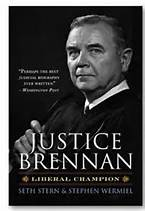 "PERHAPS THE
BEST JUDICIAL
BIOGRAPHY
EVER WRITTEN."
—Washington Post
JUSTICE
BRENNAN
LIBERAL CHAMPION
SETH STERN & STEPHEN WERMIEL